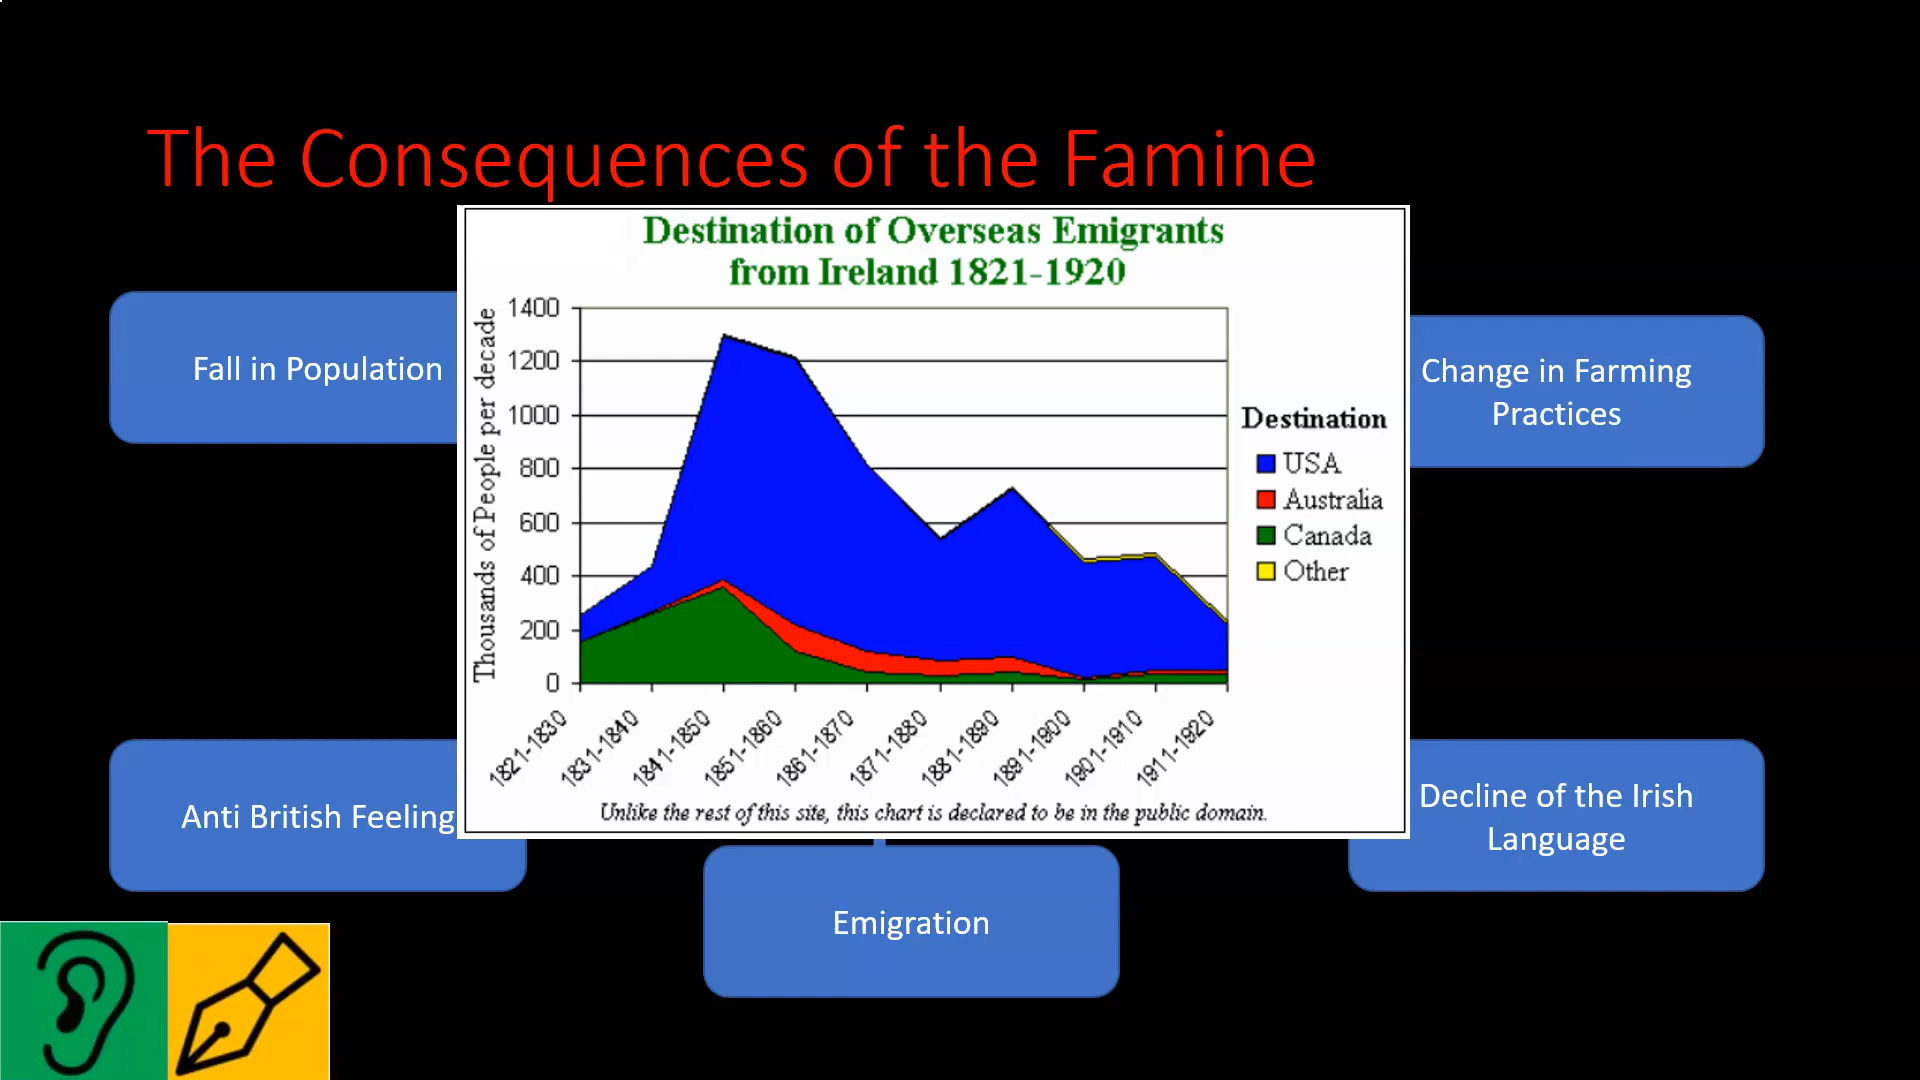 The Consequences of the Famine
Destination of Overseas Emigrants
from Ireland 1821-1920
Thousands of People per decade
1400
1200
1000
800
600
400
200
0
1821-1830
1831-1840
1841-1850
1851-1860
1861-1870
1871-1880
1881-1890
1891-1900
1901-1910
1911-1920
Destination
USA
Australia
Canada
Other
Unlike the rest of this site, this chart is declared to be in the public domain.
Fall in Population
Change in Farming
Practices
Anti British Feeling
Emigration
Decline of the Irish
Language